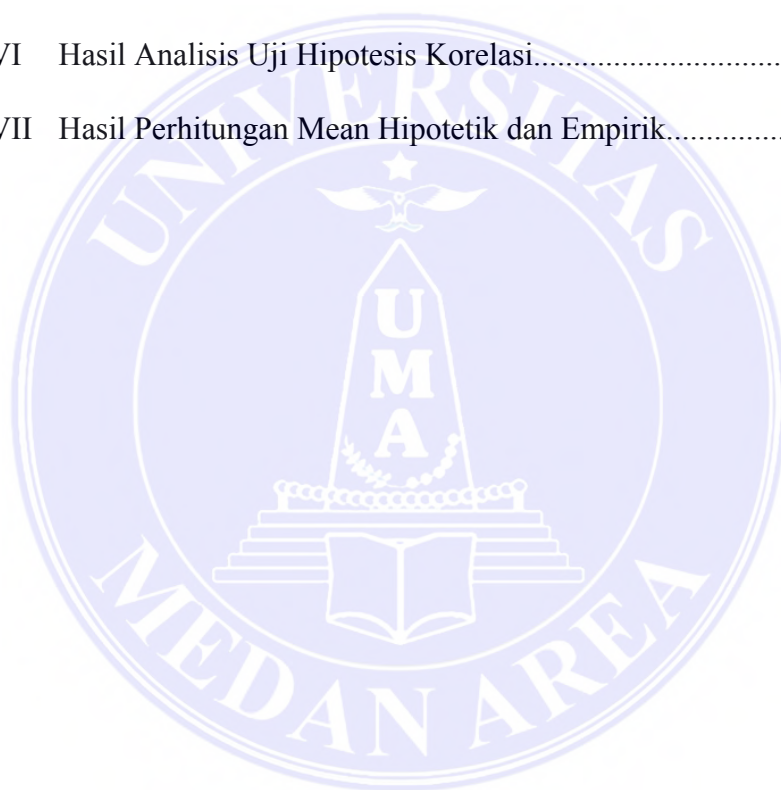 VI Hasil Analisis Uji Hipotesis Korelasi...............................
VII Hasil Perhitungan Mean Hipotetik dan Empirik...............
UNIVERSITAS
U
M
A
MEDAN AREA